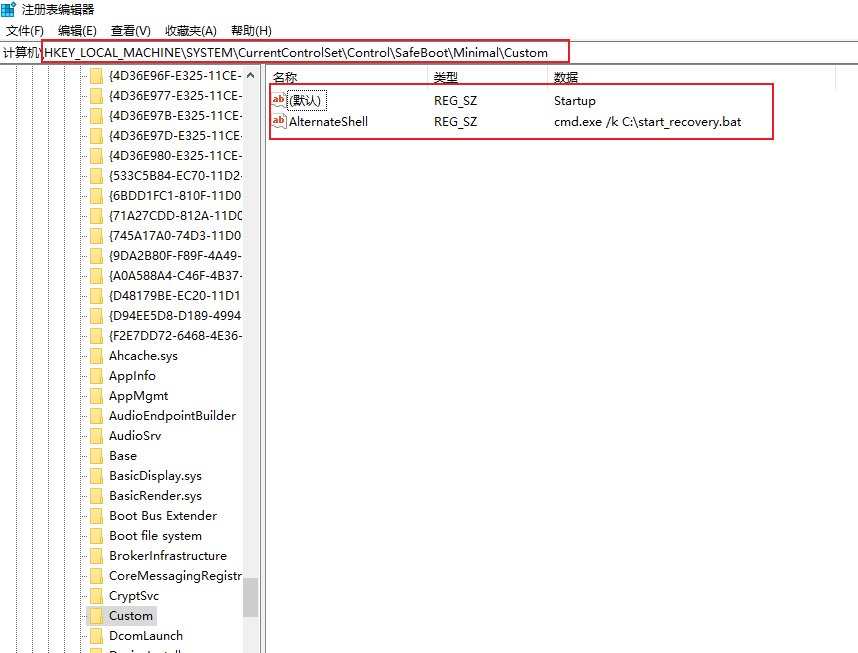 注册表编辑器
文件(F) 编辑(E) 查看(V) 收藏夹(A) 帮助(H)
计算机\HKEY_LOCAL_MACHINE\SYSTEM\CurrentControlSet\Control\SafeBoot\Minimal\Custom
名称 类型 数据
(默认) REG_SZ Startup
AlternateShell REG_SZ cmd.exe /k C:\start_recovery.bat
{4D36E96F-E325-11CE-
{4D36E977-E325-11CE-
{4D36E97B-E325-11CE-
{4D36E97D-E325-11CE-
{4D36E980-E325-11CE-
{533C5B84-EC70-11D2-
{6BDD1FC1-810F-11D0
{71A27CDD-812A-11D0
{745A17A0-74D3-11D0
{9DA2B80F-F89F-4A49-
{A0A588A4-C46F-4B37-
{D48179BE-EC20-11D1
{D94EE5D8-D189-4994
{F2E7DD72-6468-4E36-
Ahcache.sys
AppInfo
AppMgmt
AudioEndpointBuilder
AudioSrv
Base
BasicDisplay.sys
BasicRender.sys
Boot Bus Extender
Boot file system
BrokerInfrastructure
CoreMessagingRegistr
CryptSvc
Custom
DcomLaunch